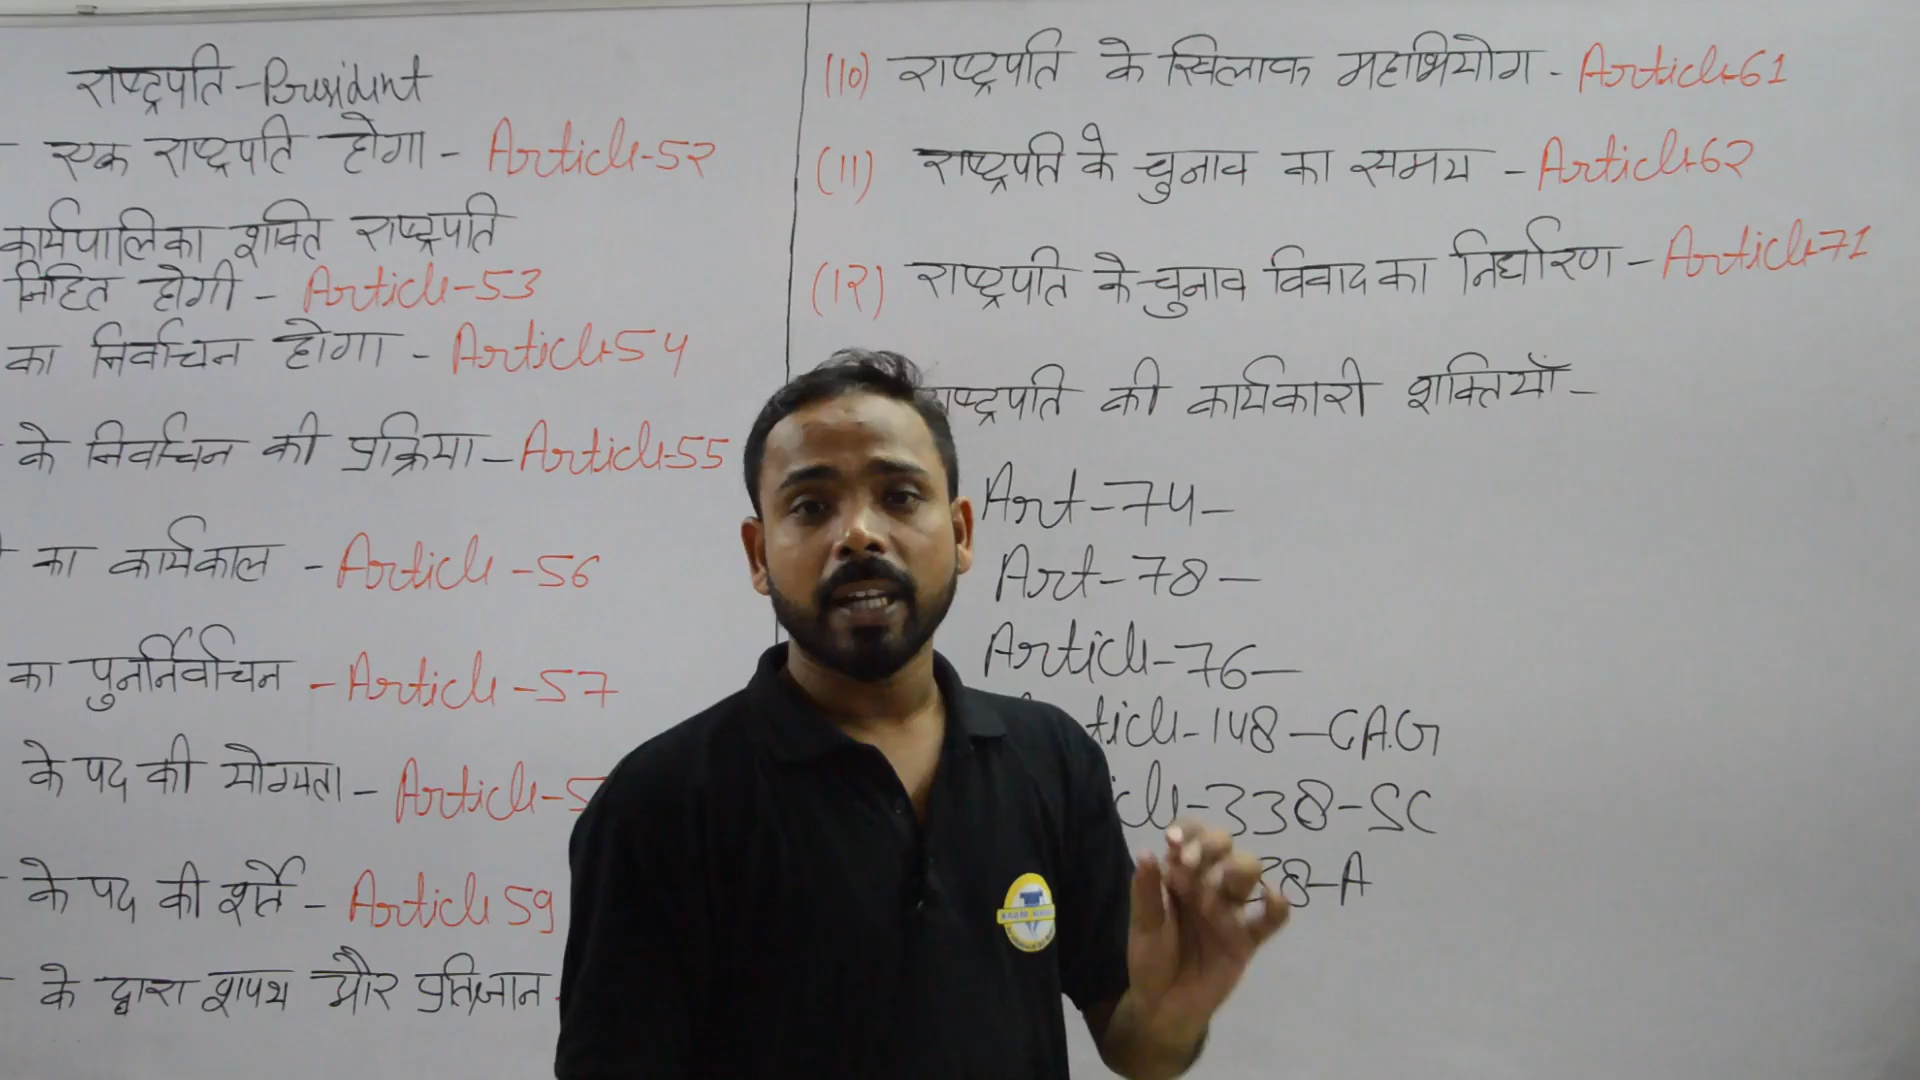 राष्ट्रपति - President
एक राष्ट्रपति होगा - Article-52
कार्यपालिका शक्ति राष्ट्रपति
निहित होगी - Article-53
का निर्वाचन होगा - Article-54
के निर्वाचन की प्रक्रिया - Article-55
का कार्यकाल - Article-56
का पुनर्निर्वाचन - Article-57
के पद की योग्यता - Article-5
के पद की शर्ते - Article 59
के द्वारा शपथ और प्रतिज्ञान
(10) राष्ट्रपति के खिलाफ महाभियोग - Article-61
(11) राष्ट्रपति के चुनाव का समय - Article-62
(12) राष्ट्रपति के चुनाव विवाद का निर्धारण - Article-71
राष्ट्रपति की कार्यकारी शक्तियाँ -
Art-74-
Art-78-
Article-76-
ticle-148-CAG
cle-338-SC
38-A